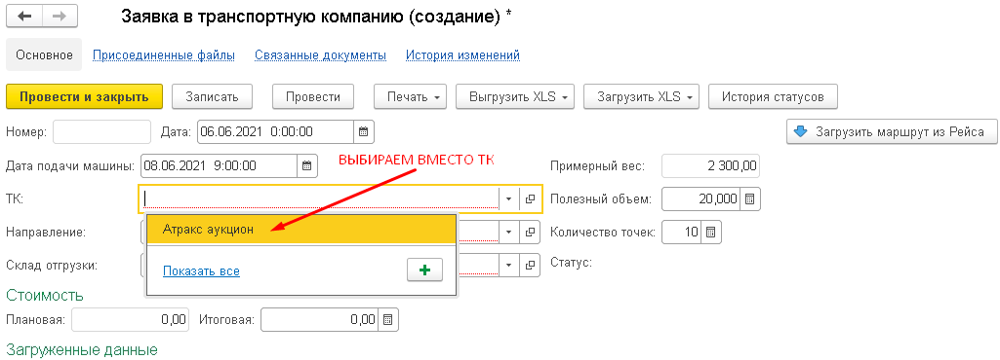 Заявка в транспортную компанию (создание) *
Основное Присоединенные файлы Связанные документы История изменений
Провести и закрыть Записать Провести Печать Выгрузить XLS Загрузить XLS История статусов
Номер: Дата: 06.06.2021 0:00:00 Загрузить маршрут из Рейса
Дата подачи машины: 08.06.2021 9:00:00 ВЫБИРАЕМ ВМЕСТО ТК Примерный вес: 2 300,00
ТК: Полезный объем: 20,000
Направление: Атракс аукцион Количество точек: 10
Склад отгрузки: Показать все Статус:
Стоимость
Плановая: 0,00 Итоговая: 0,00
Загруженные данные